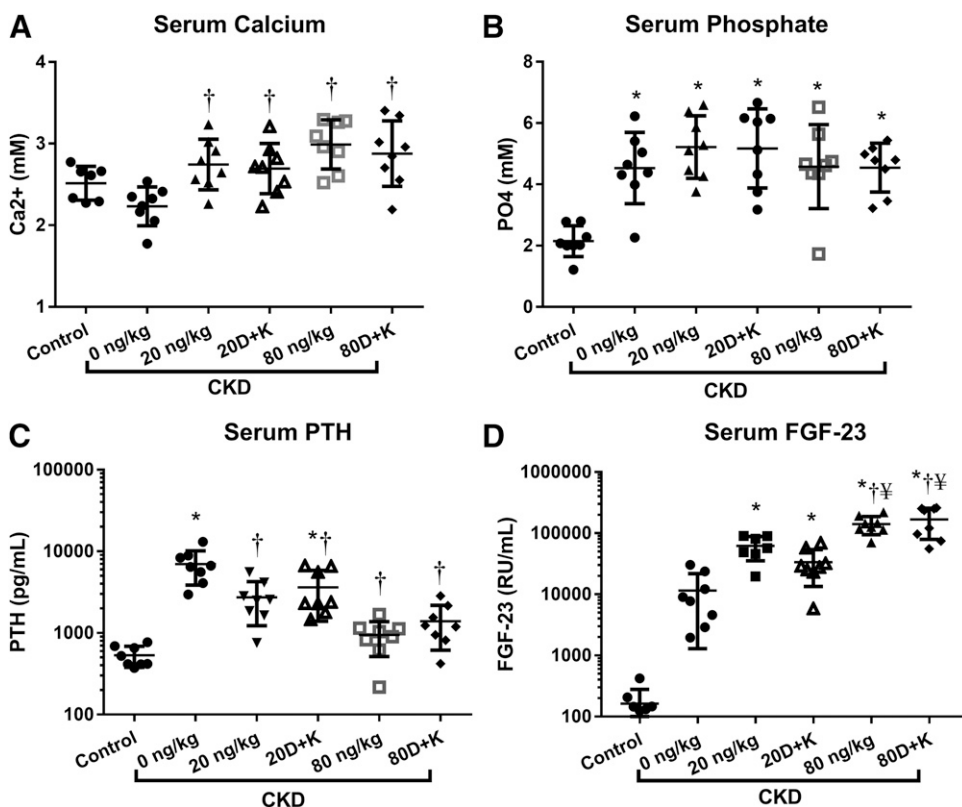 A
Serum Calcium
Ca2+ (mM)
4
3
2
1
†
†
†
†
Control
0 ng/kg
20 ng/kg
20D+K
80 ng/kg
80D+K
CKD
B
Serum Phosphate
PO4 (mM)
8
6
4
2
0
*
*
*
*
*
Control
0 ng/kg
20 ng/kg
20D+K
80 ng/kg
80D+K
CKD
C
Serum PTH
PTH (pg/mL)
100000
10000
1000
100
*
†
*†
†
†
Control
0 ng/kg
20 ng/kg
20D+K
80 ng/kg
80D+K
CKD
D
Serum FGF-23
FGF-23 (RU/mL)
1000000
100000
10000
1000
100
*
*
*†¥
*†¥
Control
0 ng/kg
20 ng/kg
20D+K
80 ng/kg
80D+K
CKD